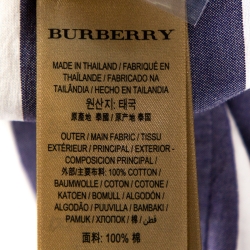 BURBERRY
MADE IN THAILAND / FABRIQUÉ EN
THAÏLANDE / FABRICADO NA
TAILÂNDIA / HECHO EN TAILANDIA
원산지: 태국
原產地: 泰國 / 原产地: 泰国
OUTER / MAIN FABRIC / TISSU
EXTÉRIEUR / PRINCIPAL / EXTERIOR -
COMPOSICIÓN PRINCIPAL /
外部/主要布料: 100% COTTON /
BAUMWOLLE / COTON / COTONE /
KATOEN / BOMULL / ALGODÓN /
ALGODÃO / PUUVILLA / BAMBAKI /
PAMUK / ХЛОПОК / 棉 / قطن /
면
面料: 100% 棉